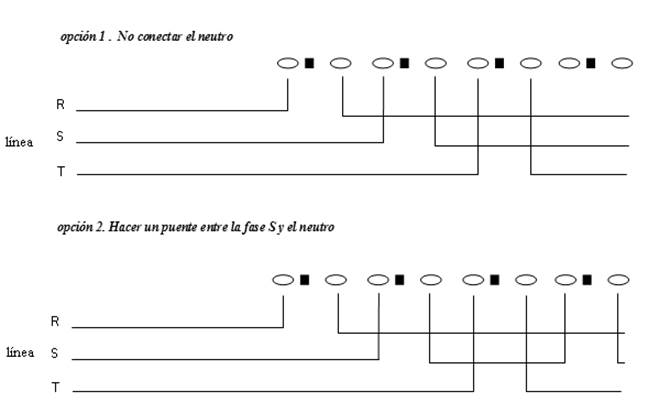 opción 1 . No conectar el neutro
R
S
línea
T
opción 2. Hacer un puente entre la fase S y el neutro
R
línea S
T